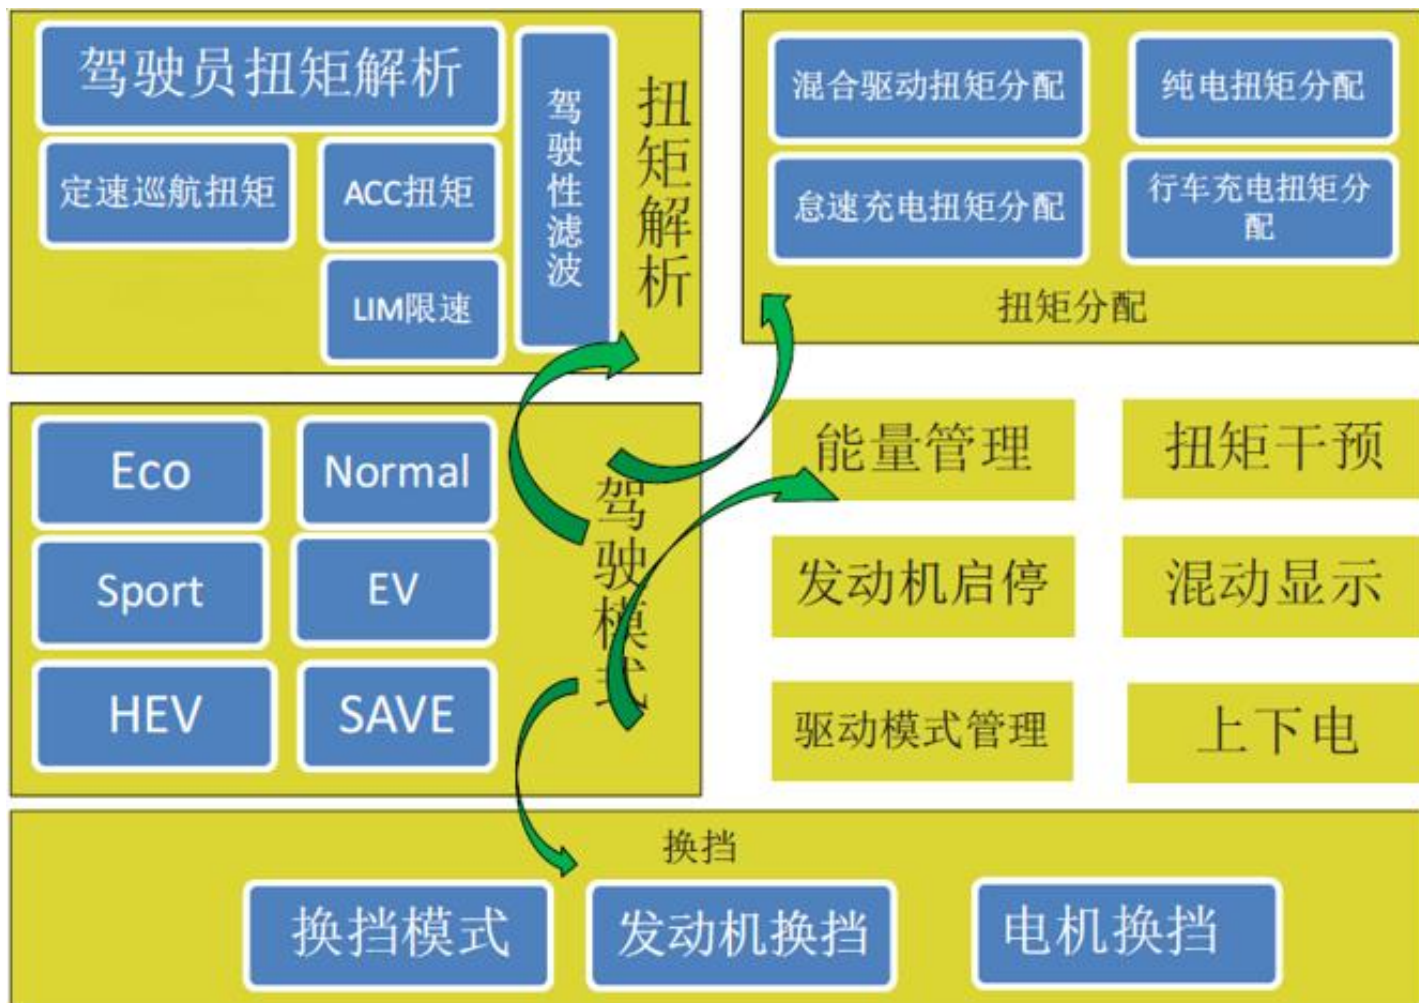 驾驶员扭矩解析
定速巡航扭矩
ACC扭矩
LIM限速
驾驶性滤波
扭矩解析
混合驱动扭矩分配
纯电扭矩分配
怠速充电扭矩分配
行车充电扭矩分
配
扭矩分配
Eco
Normal
Sport
EV
HEV
SAVE
驾驶模式
能量管理
扭矩干预
发动机启停
混动显示
驱动模式管理
上下电
换挡
换挡模式
发动机换挡
电机换挡